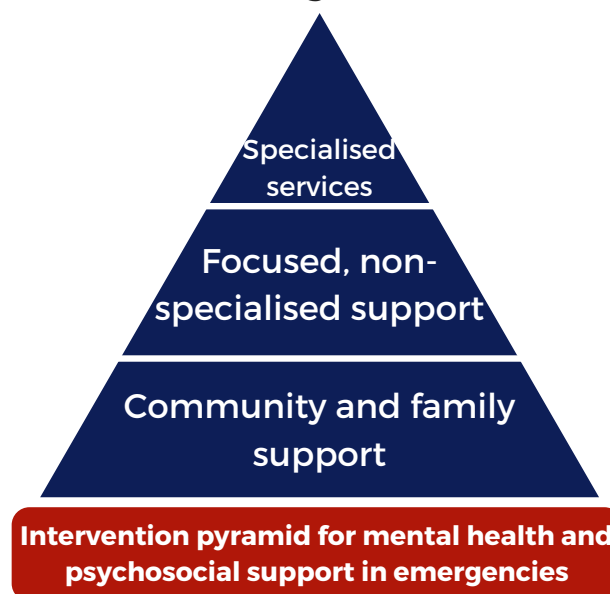 Specialised
services
Focused, non-
specialised support
Community and family
support
Intervention pyramid for mental health and
psychosocial support in emergencies